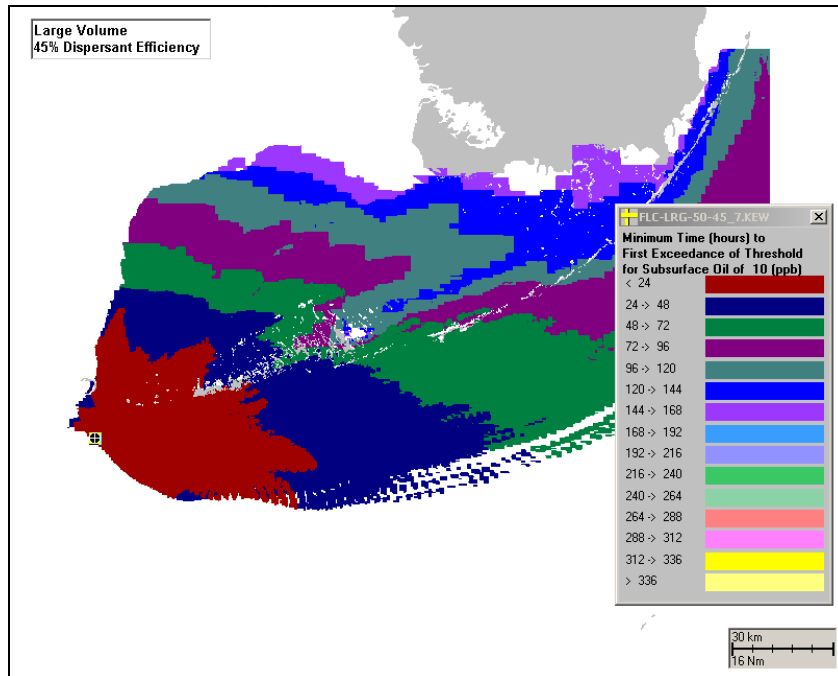 Large Volume
45% Dispersant Efficiency
FLC-LRG-50-45_7.KEW
Minimum Time (hours) to
First Exceedance of Threshold
for Subsurface Oil of 10 (ppb)
< 24
24 -> 48
48 -> 72
72 -> 96
96 -> 120
120 -> 144
144 -> 168
168 -> 192
192 -> 216
216 -> 240
240 -> 264
264 -> 288
288 -> 312
312 -> 336
> 336
30 km
16 Nm